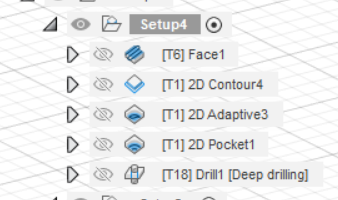 Setup4
[T6] Face1
[T1] 2D Contour4
[T1] 2D Adaptive3
[T1] 2D Pocket1
[T18] Drill1 [Deep drilling]